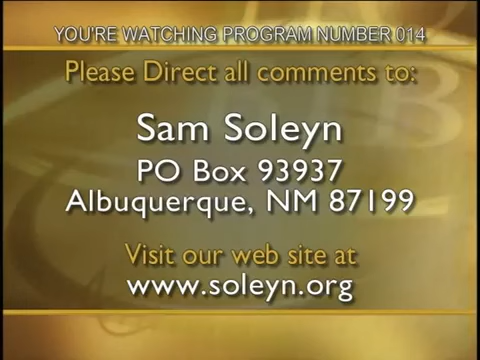 YOU'RE WATCHING PROGRAM NUMBER 014
Please Direct all comments to:
Sam Soleyn
PO Box 93937
Albuquerque, NM 87199
Visit our web site at
www.soleyn.org